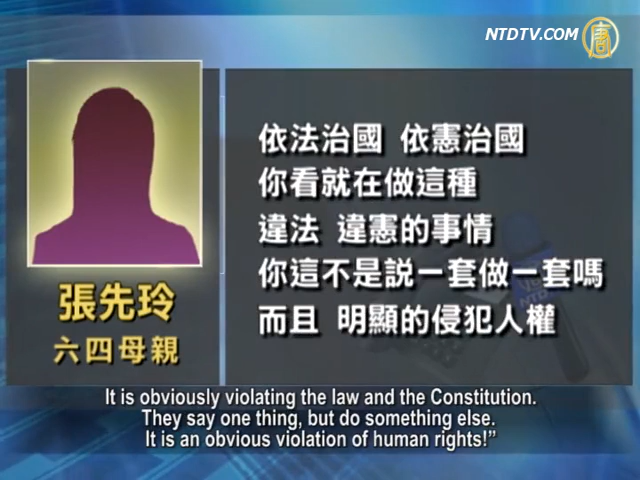 NTDTV.COM
唐
依法治國 依憲治國
你看就在做這種
違法 違憲的事情
你這不是説一套做一套嗎
而且 明顯的侵犯人權
張先玲
六四母親
It is obviously violating the law and the Constitution.
They say one thing, but do something else.
It is an obvious violation of human rights!”